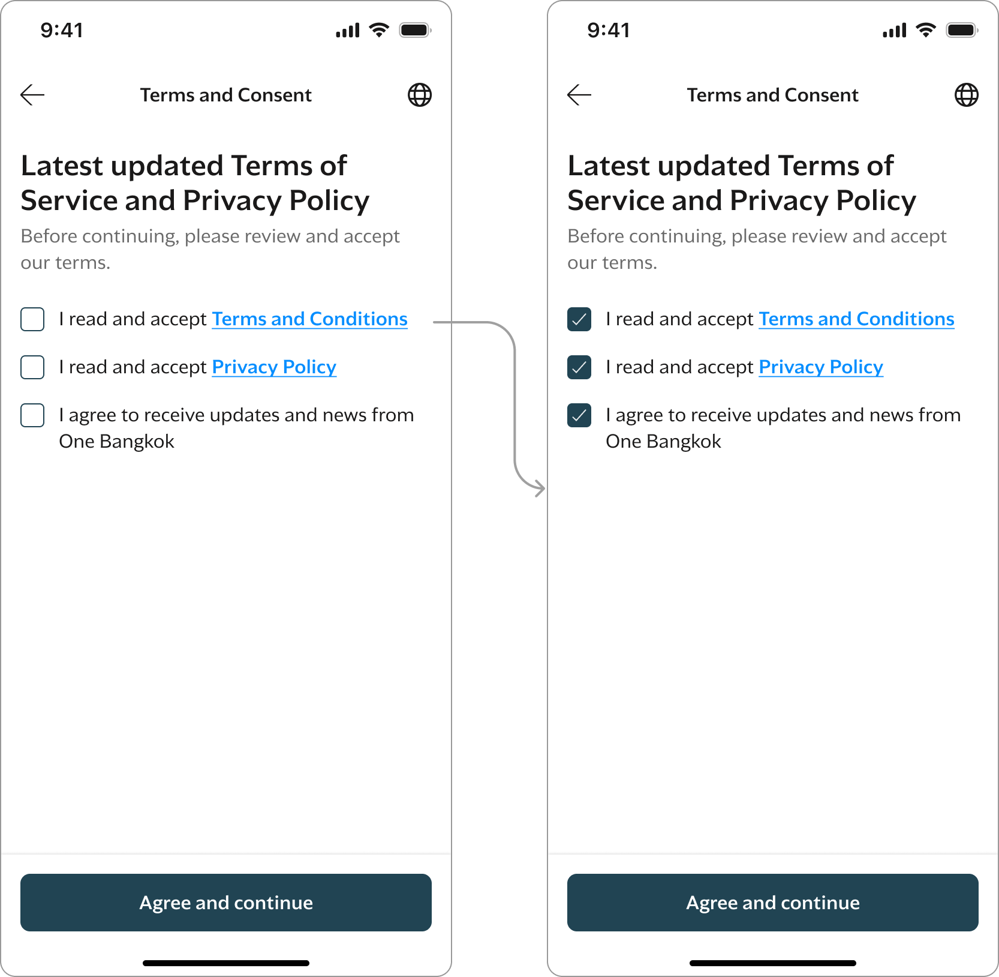 9:41
Terms and Consent
Latest updated Terms of
Service and Privacy Policy
Before continuing, please review and accept
our terms.
I read and accept Terms and Conditions
I read and accept Privacy Policy
I agree to receive updates and news from
One Bangkok
Agree and continue
9:41
Terms and Consent
Latest updated Terms of
Service and Privacy Policy
Before continuing, please review and accept
our terms.
I read and accept Terms and Conditions
I read and accept Privacy Policy
I agree to receive updates and news from
One Bangkok
Agree and continue